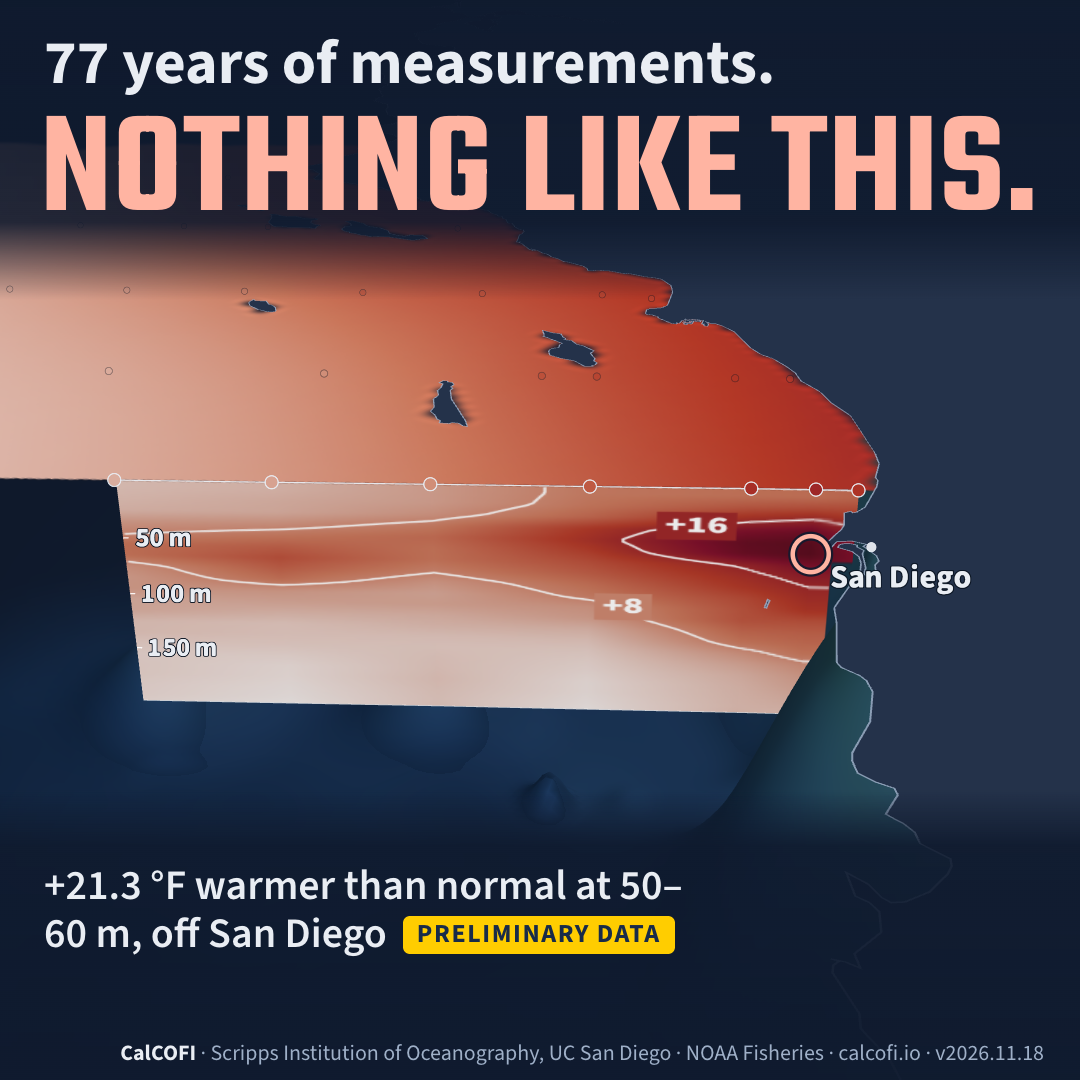 77 years of measurements.
NOTHING LIKE THIS.
+16
50 m
San Diego
100 m
+8
150 m
+21.3 °F warmer than normal at 50–
60 m, off San Diego PRELIMINARY DATA
CalCOFI · Scripps Institution of Oceanography, UC San Diego · NOAA Fisheries · calcofi.io · v2026.11.18